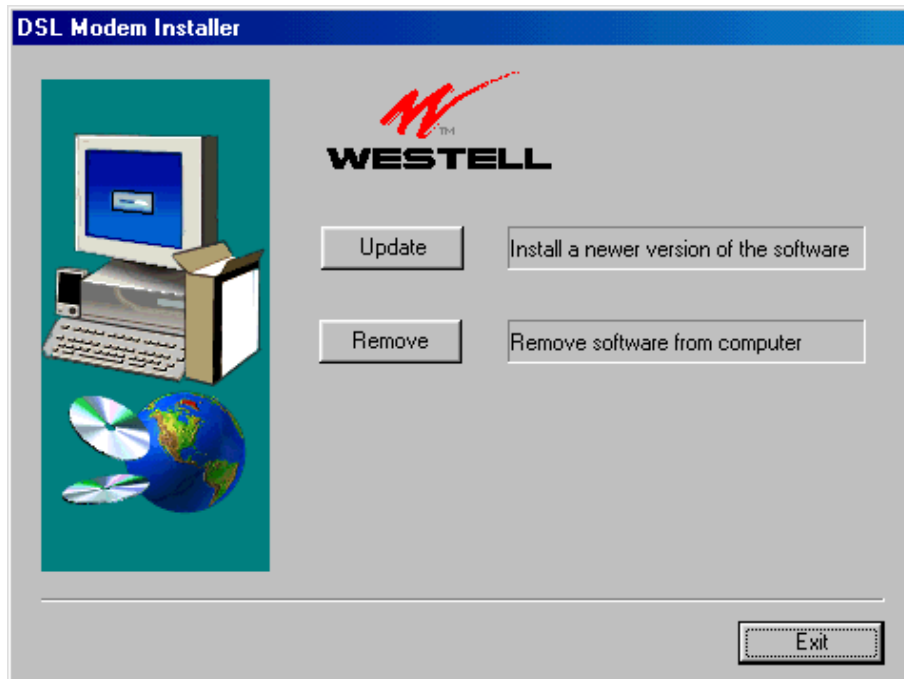 DSL Modem Installer
TM
WESTELL
Update
Install a newer version of the software
Remove
Remove software from computer
Exit